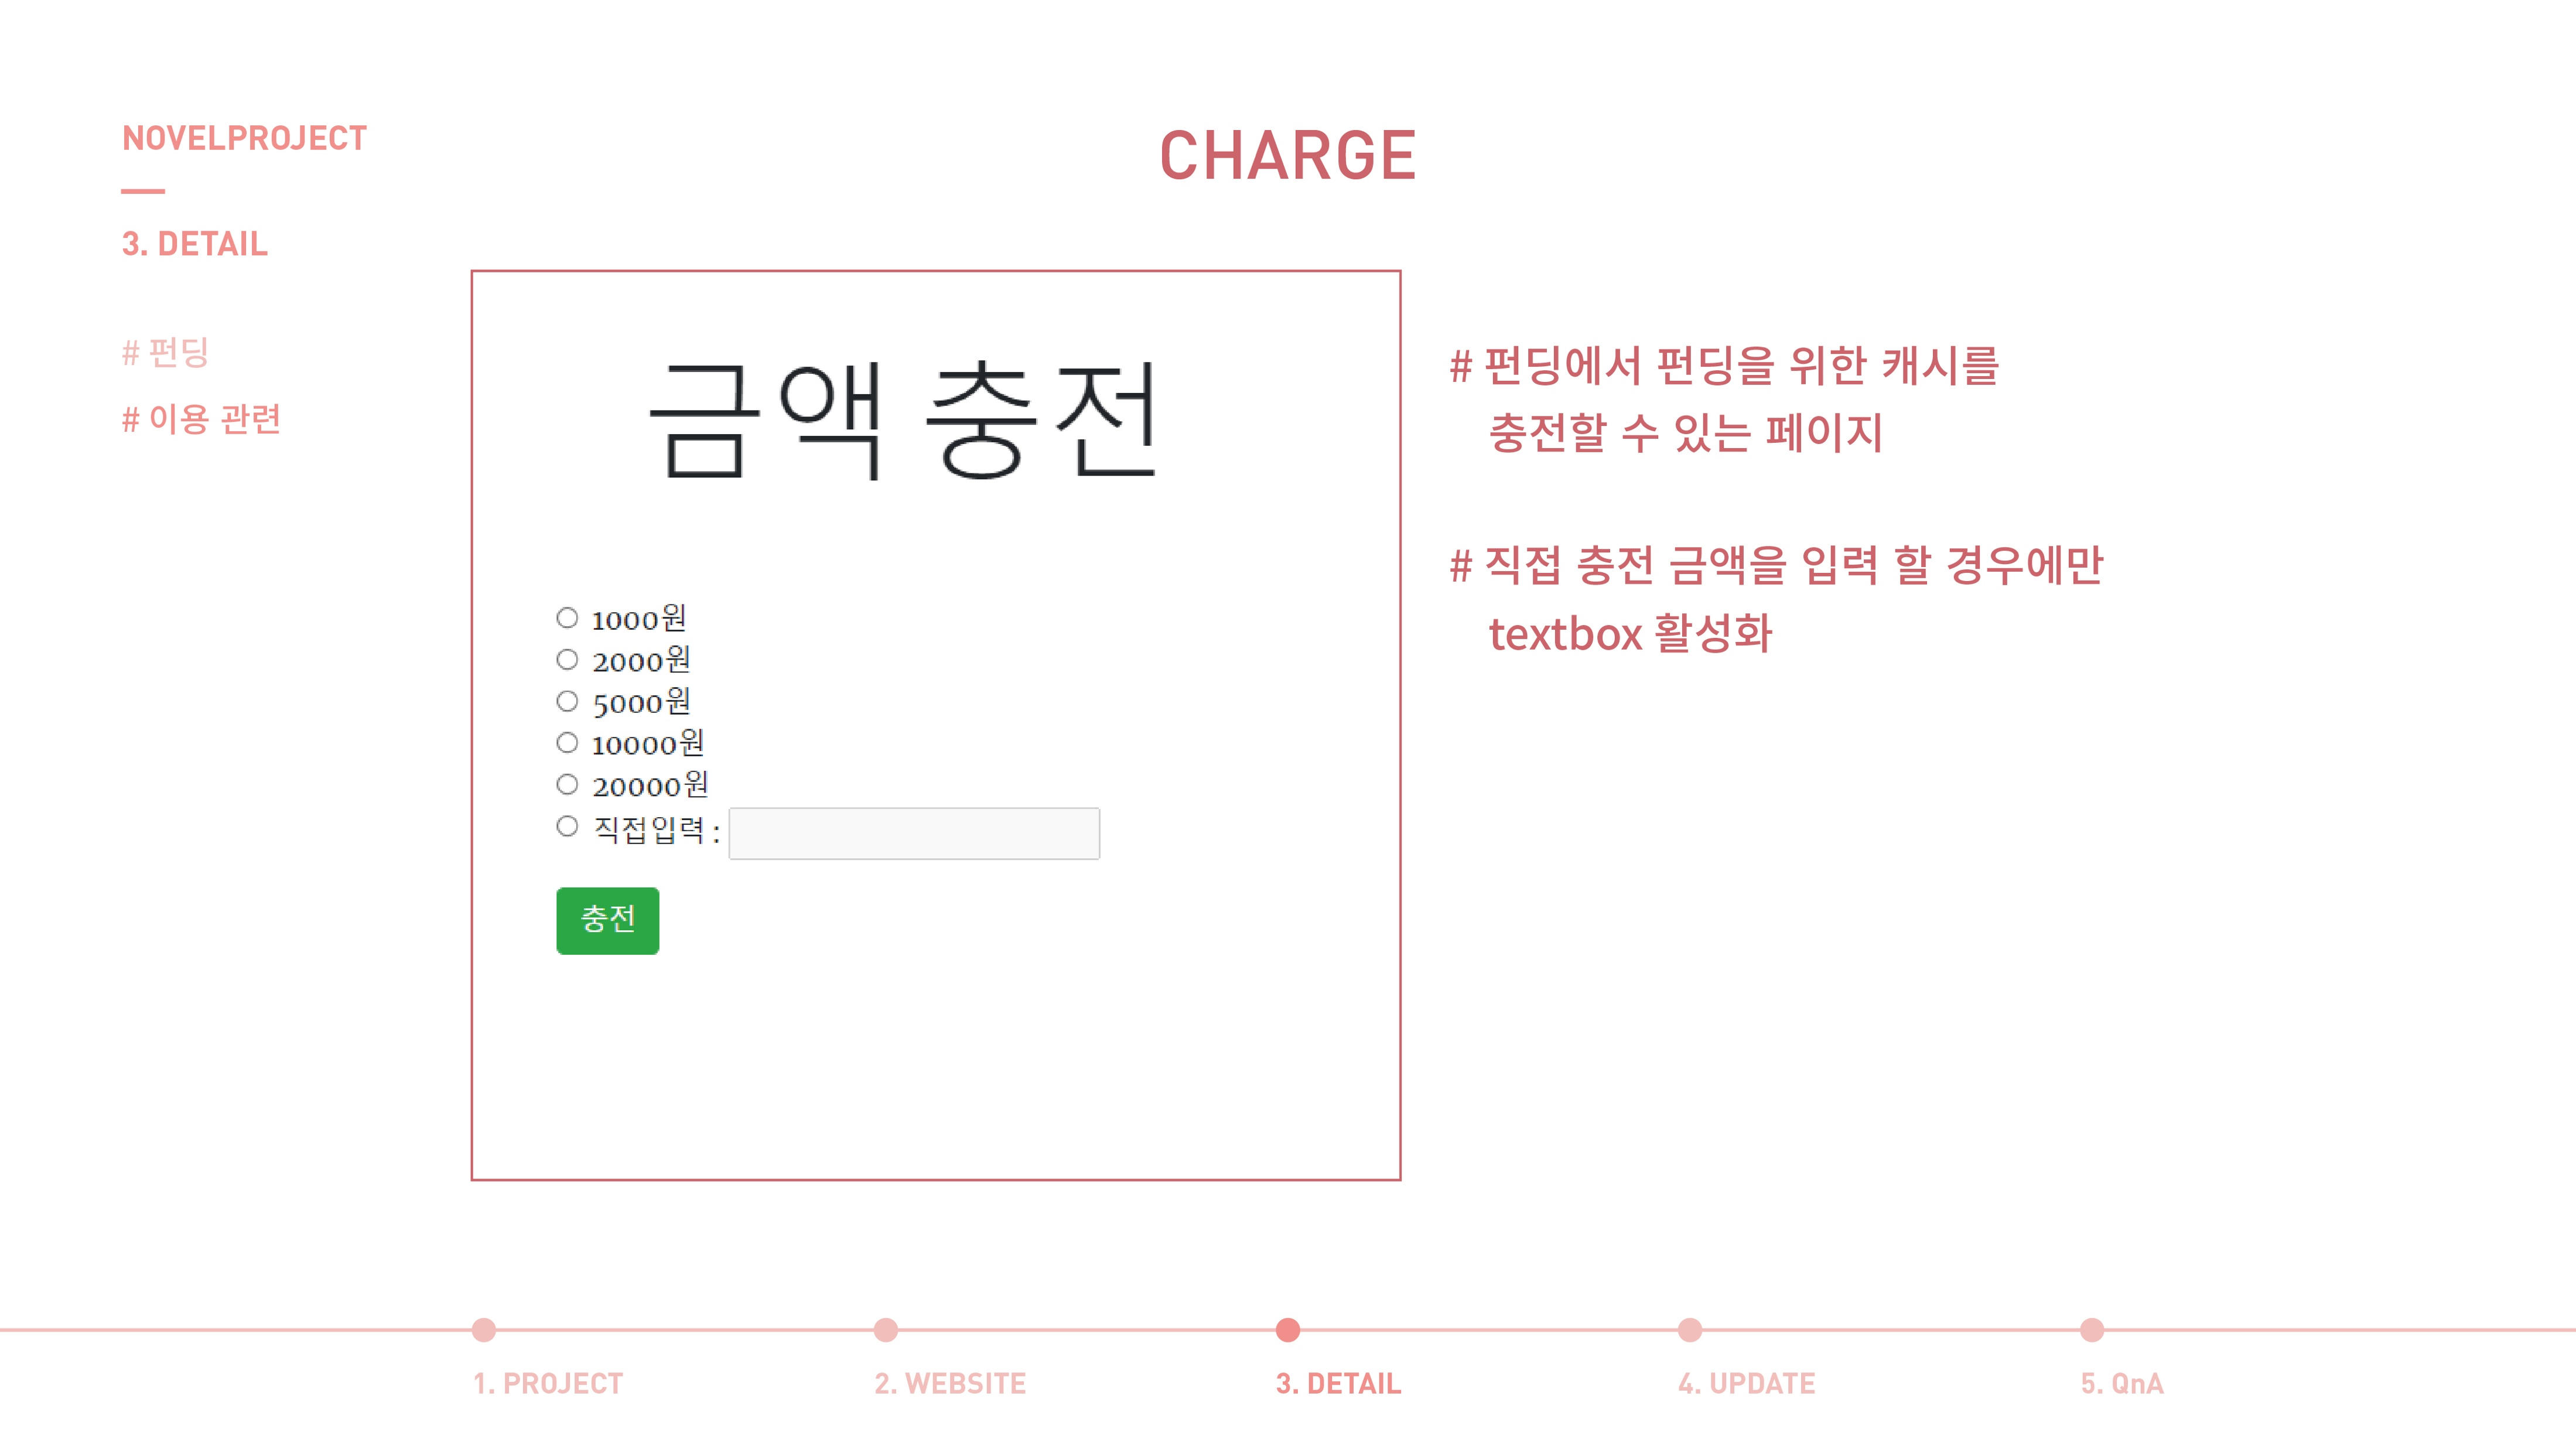 NOVELPROJECT
3. DETAIL
# 펀딩
# 이용 관련
CHARGE
금액 충전
1000원
2000원
5000원
10000원
20000원
직접입력 :
충전
# 펀딩에서 펀딩을 위한 캐시를
충전할 수 있는 페이지
# 직접 충전 금액을 입력 할 경우에만
textbox 활성화
1. PROJECT
2. WEBSITE
3. DETAIL
4. UPDATE
5. QnA